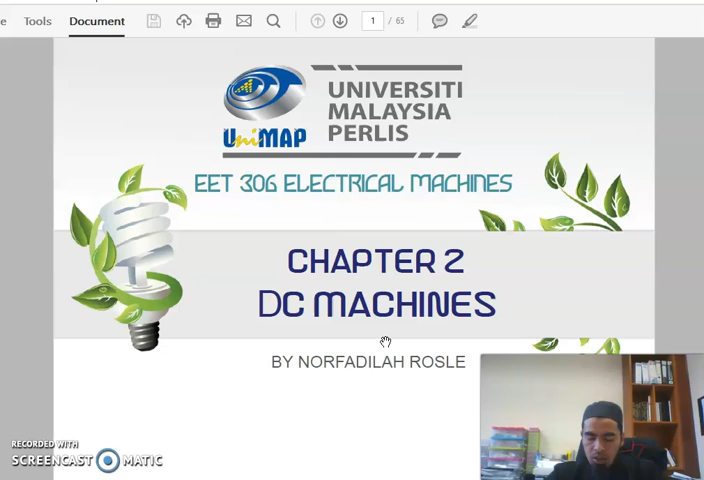 Tools
Document
1
/ 65
UniMAP
UNIVERSITI
MALAYSIA
PERLIS
EET 306 ELECTRICAL MACHINES
CHAPTER 2
DC MACHINES
BY NORFADILAH ROSLE
RECORDED WITH
SCREENCAST MATIC